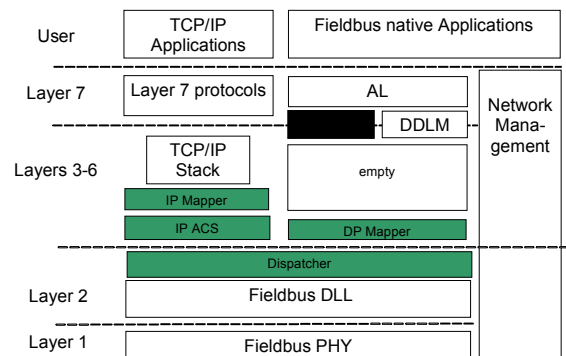 User
TCP/IP
Applications
Fieldbus native Applications
Layer 7
Layer 7 protocols
AL
Network
Mana-
gement
DDLM
Layers 3-6
TCP/IP
Stack
empty
IP Mapper
IP ACS
DP Mapper
Dispatcher
Layer 2
Fieldbus DLL
Layer 1
Fieldbus PHY